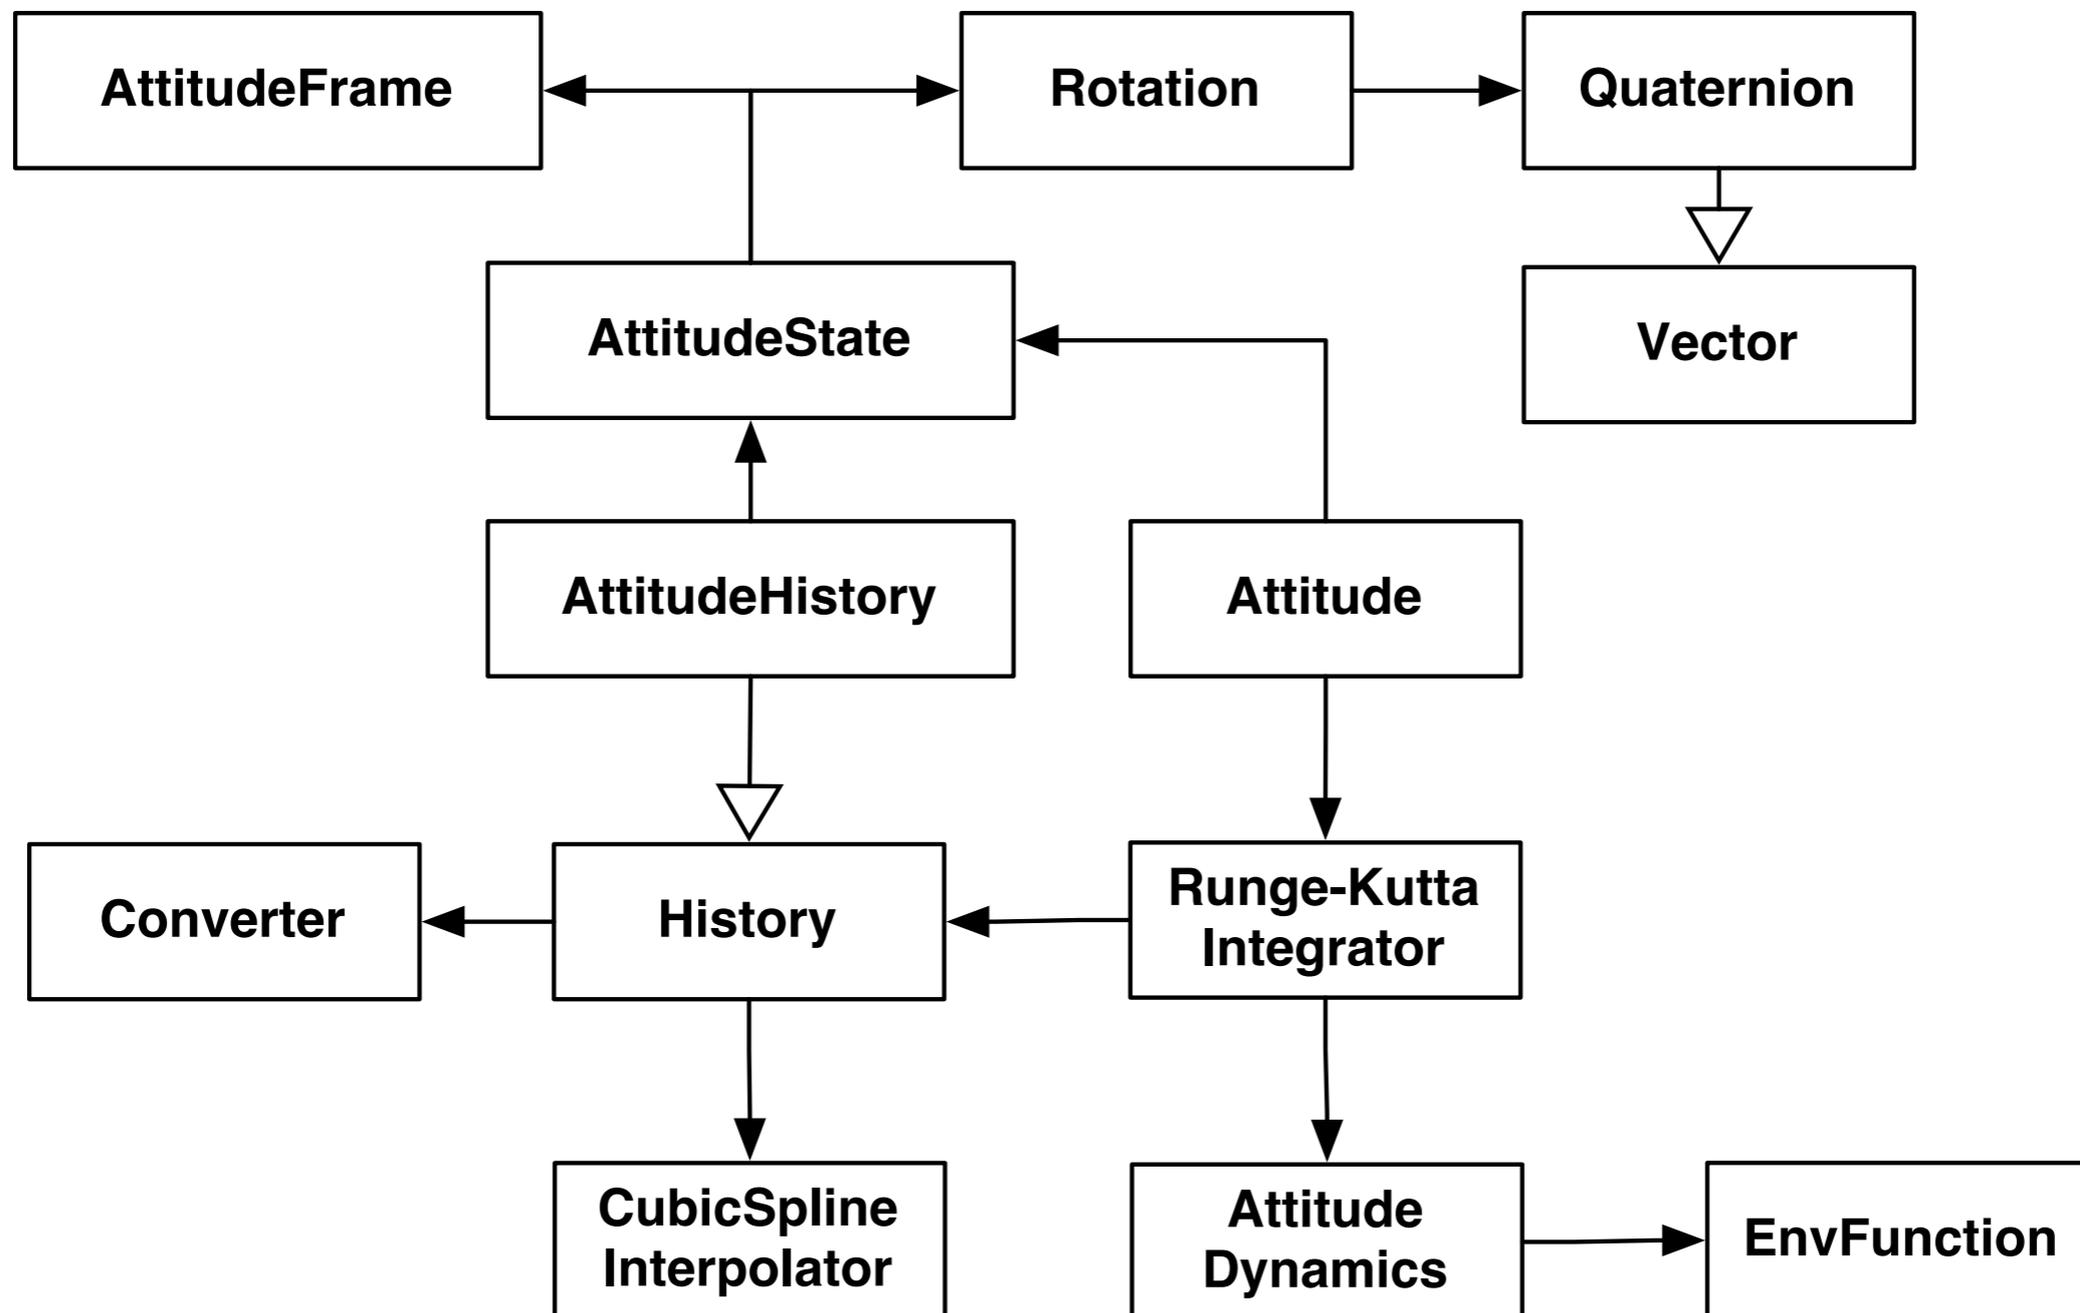 AttitudeFrame
Rotation
Quaternion
AttitudeState
Vector
AttitudeHistory
Attitude
Converter
History
Runge-Kutta
Integrator
CubicSpline
Interpolator
Attitude
Dynamics
EnvFunction